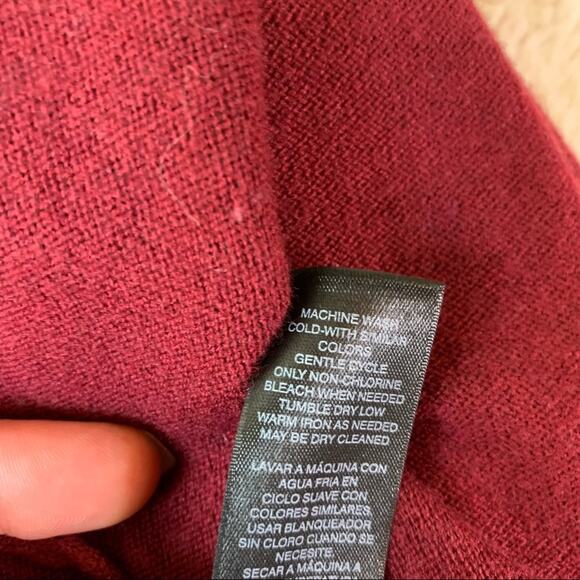 MACHINE WASH
COLD-WITH SIMILAR
COLORS
GENTLE CYCLE
ONLY NON-CHLORINE
BLEACH WHEN NEEDED
TUMBLE DRY LOW
WARM IRON AS NEEDED
MAY BE DRY CLEANED
LAVAR A MÁQUINA CON
AGUA FRIA EN
CICLO SUAVE CON
COLORES SIMILARES.
USAR BLANQUEADOR
SIN CLORO CUANDO SE
NECESITE.
SECAR A MÁQUINA A